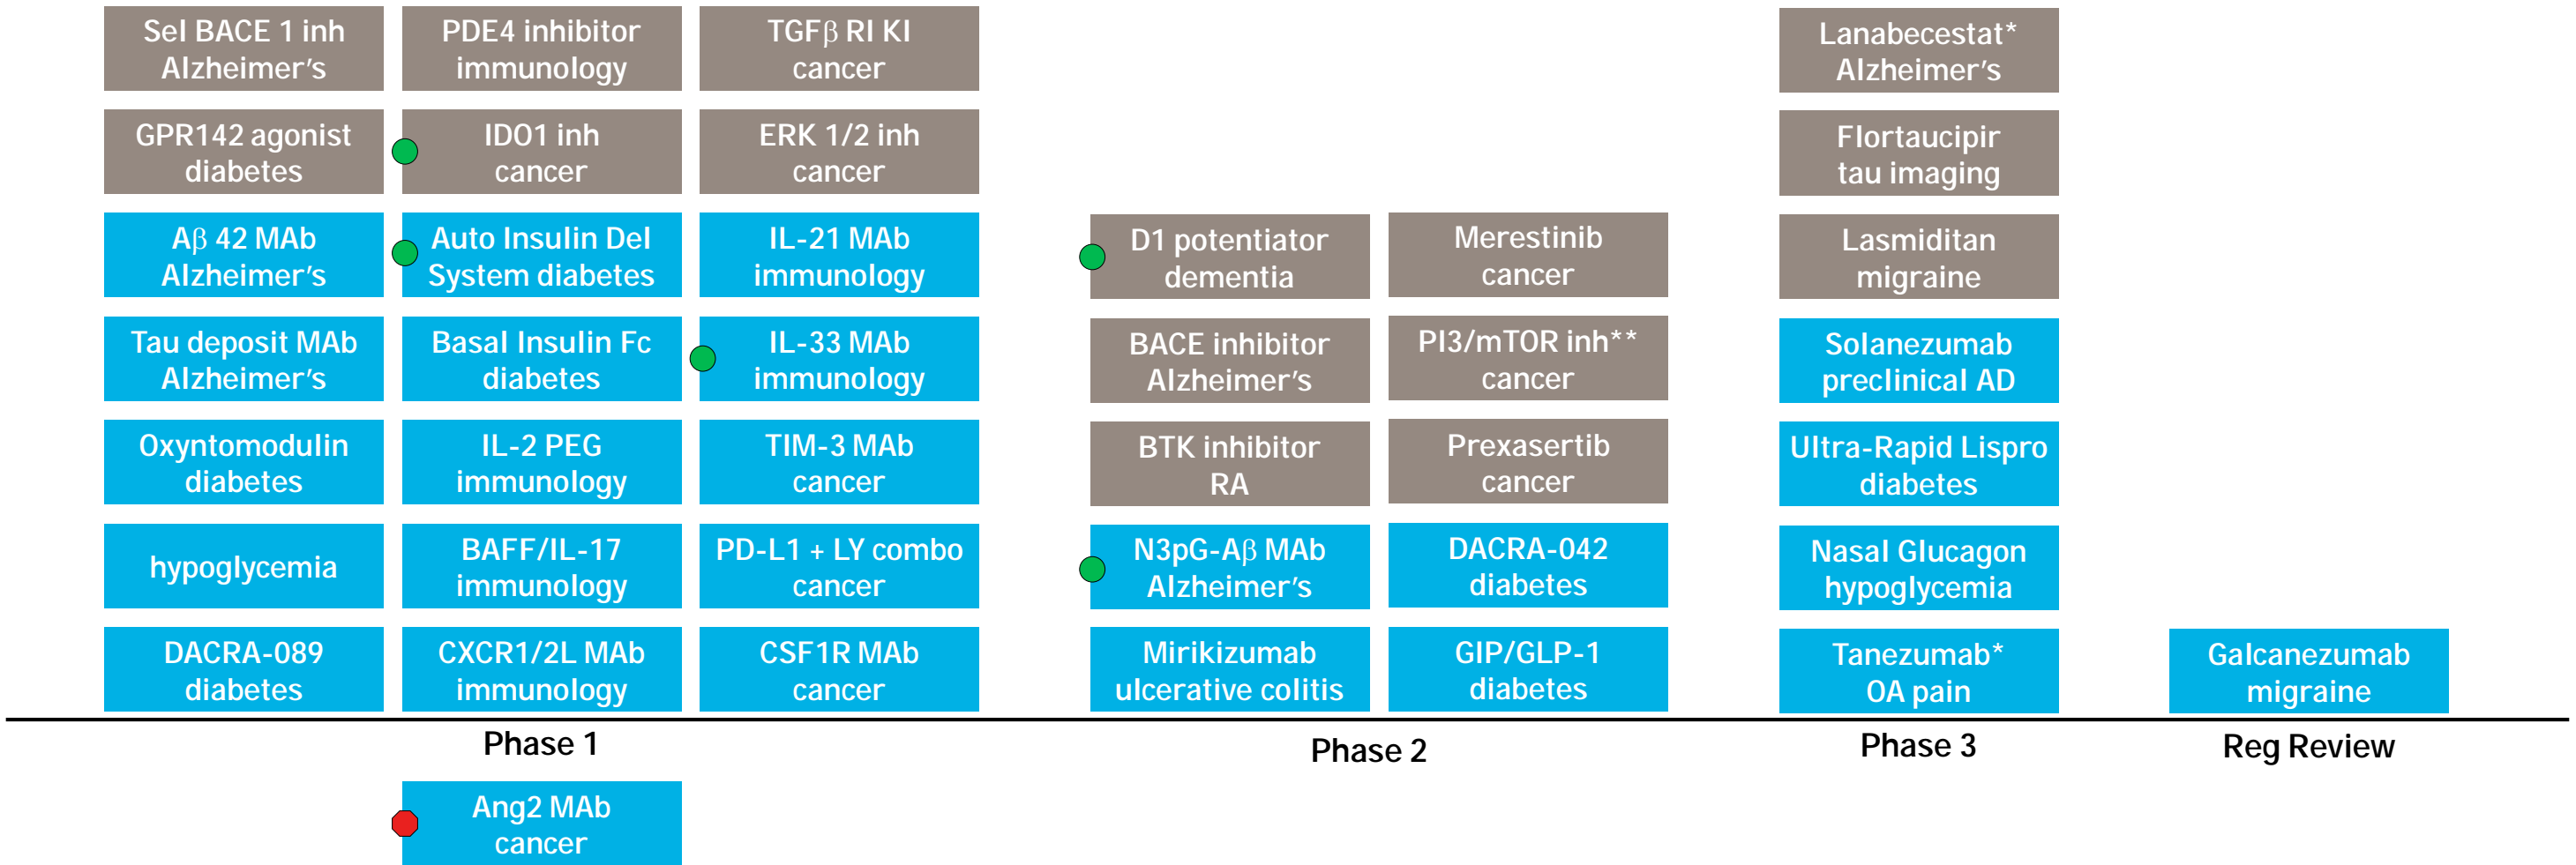 Sel BACE 1 inh
Alzheimer's
PDE4 inhibitor
immunology
TGFβ RI KI
cancer
Lanabecestat*
Alzheimer's
GPR142 agonist
diabetes
IDO1 inh
cancer
ERK 1/2 inh
cancer
Flortaucipir
tau imaging
Aβ 42 MAb
Alzheimer's
Auto Insulin Del
System diabetes
IL-21 MAb
immunology
D1 potentiator
dementia
Merestinib
cancer
Lasmiditan
migraine
Tau deposit MAb
Alzheimer's
Basal Insulin Fc
diabetes
IL-33 MAb
immunology
BACE inhibitor
Alzheimer's
PI3/mTOR inh**
cancer
Solanezumab
preclinical AD
Oxyntomodulin
diabetes
IL-2 PEG
immunology
TIM-3 MAb
cancer
BTK inhibitor
RA
Prexasertib
cancer
Ultra-Rapid Lispro
diabetes
hypoglycemia
BAFF/IL-17
immunology
PD-L1 + LY combo
cancer
N3pG-Aβ MAb
Alzheimer's
DACRA-042
diabetes
Nasal Glucagon
hypoglycemia
DACRA-089
diabetes
CXCR1/2L MAb
immunology
CSF1R MAb
cancer
Mirikizumab
ulcerative colitis
GIP/GLP-1
diabetes
Tanezumab*
OA pain
Galcanezumab
migraine
Phase 1
Phase 2
Phase 3
Reg Review
Ang2 MAb
cancer